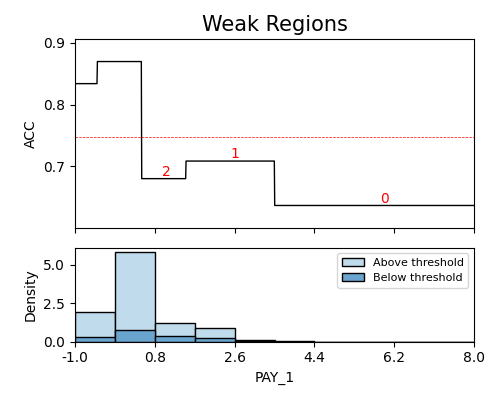 Weak Regions
0.9
0.8
0.7
ACC
2
1
0
Above threshold
Below threshold
5.0
2.5
0.0
Density
-1.0 0.8 2.6 4.4 6.2 8.0
PAY_1